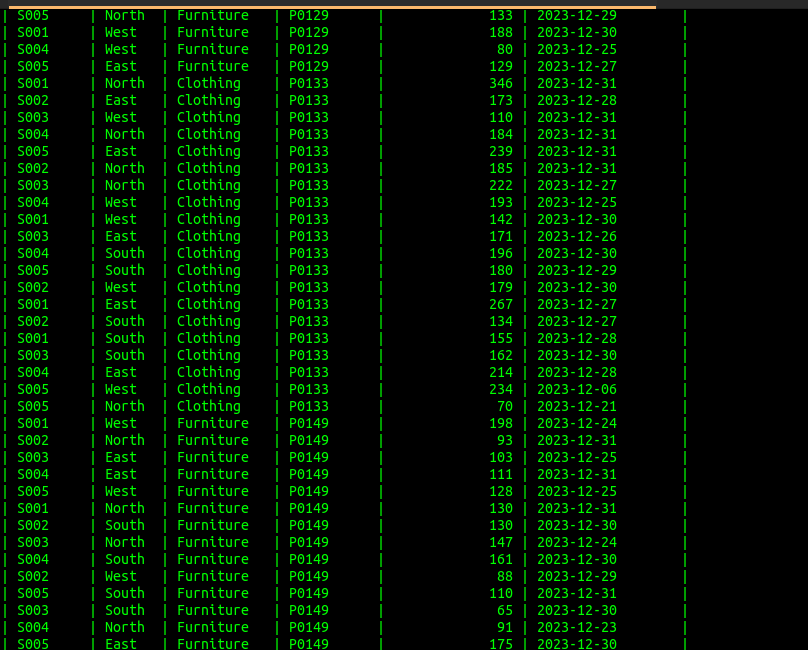 | S005 | North | Furniture | P0129 | 133 | 2023-12-29 |
| S001 | West | Furniture | P0129 | 188 | 2023-12-30 |
| S004 | West | Furniture | P0129 | 80 | 2023-12-25 |
| S005 | East | Furniture | P0129 | 129 | 2023-12-27 |
| S001 | North | Clothing | P0133 | 346 | 2023-12-31 |
| S002 | East | Clothing | P0133 | 173 | 2023-12-28 |
| S003 | West | Clothing | P0133 | 110 | 2023-12-31 |
| S004 | North | Clothing | P0133 | 184 | 2023-12-31 |
| S005 | East | Clothing | P0133 | 239 | 2023-12-31 |
| S002 | North | Clothing | P0133 | 185 | 2023-12-31 |
| S003 | North | Clothing | P0133 | 222 | 2023-12-27 |
| S004 | West | Clothing | P0133 | 193 | 2023-12-25 |
| S001 | West | Clothing | P0133 | 142 | 2023-12-30 |
| S003 | East | Clothing | P0133 | 171 | 2023-12-26 |
| S004 | South | Clothing | P0133 | 196 | 2023-12-30 |
| S005 | South | Clothing | P0133 | 180 | 2023-12-29 |
| S002 | West | Clothing | P0133 | 179 | 2023-12-30 |
| S001 | East | Clothing | P0133 | 267 | 2023-12-27 |
| S002 | South | Clothing | P0133 | 134 | 2023-12-27 |
| S001 | South | Clothing | P0133 | 155 | 2023-12-28 |
| S003 | South | Clothing | P0133 | 162 | 2023-12-30 |
| S004 | East | Clothing | P0133 | 214 | 2023-12-28 |
| S005 | West | Clothing | P0133 | 234 | 2023-12-06 |
| S005 | North | Clothing | P0133 | 70 | 2023-12-21 |
| S001 | West | Furniture | P0149 | 198 | 2023-12-24 |
| S002 | North | Furniture | P0149 | 93 | 2023-12-31 |
| S003 | East | Furniture | P0149 | 103 | 2023-12-25 |
| S004 | East | Furniture | P0149 | 111 | 2023-12-31 |
| S005 | West | Furniture | P0149 | 128 | 2023-12-25 |
| S001 | North | Furniture | P0149 | 130 | 2023-12-31 |
| S002 | South | Furniture | P0149 | 130 | 2023-12-30 |
| S003 | North | Furniture | P0149 | 147 | 2023-12-24 |
| S004 | South | Furniture | P0149 | 161 | 2023-12-30 |
| S002 | West | Furniture | P0149 | 88 | 2023-12-29 |
| S005 | South | Furniture | P0149 | 110 | 2023-12-31 |
| S003 | South | Furniture | P0149 | 65 | 2023-12-30 |
| S004 | North | Furniture | P0149 | 91 | 2023-12-23 |
| S005 | East | Furniture | P0149 | 175 | 2023-12-30 |